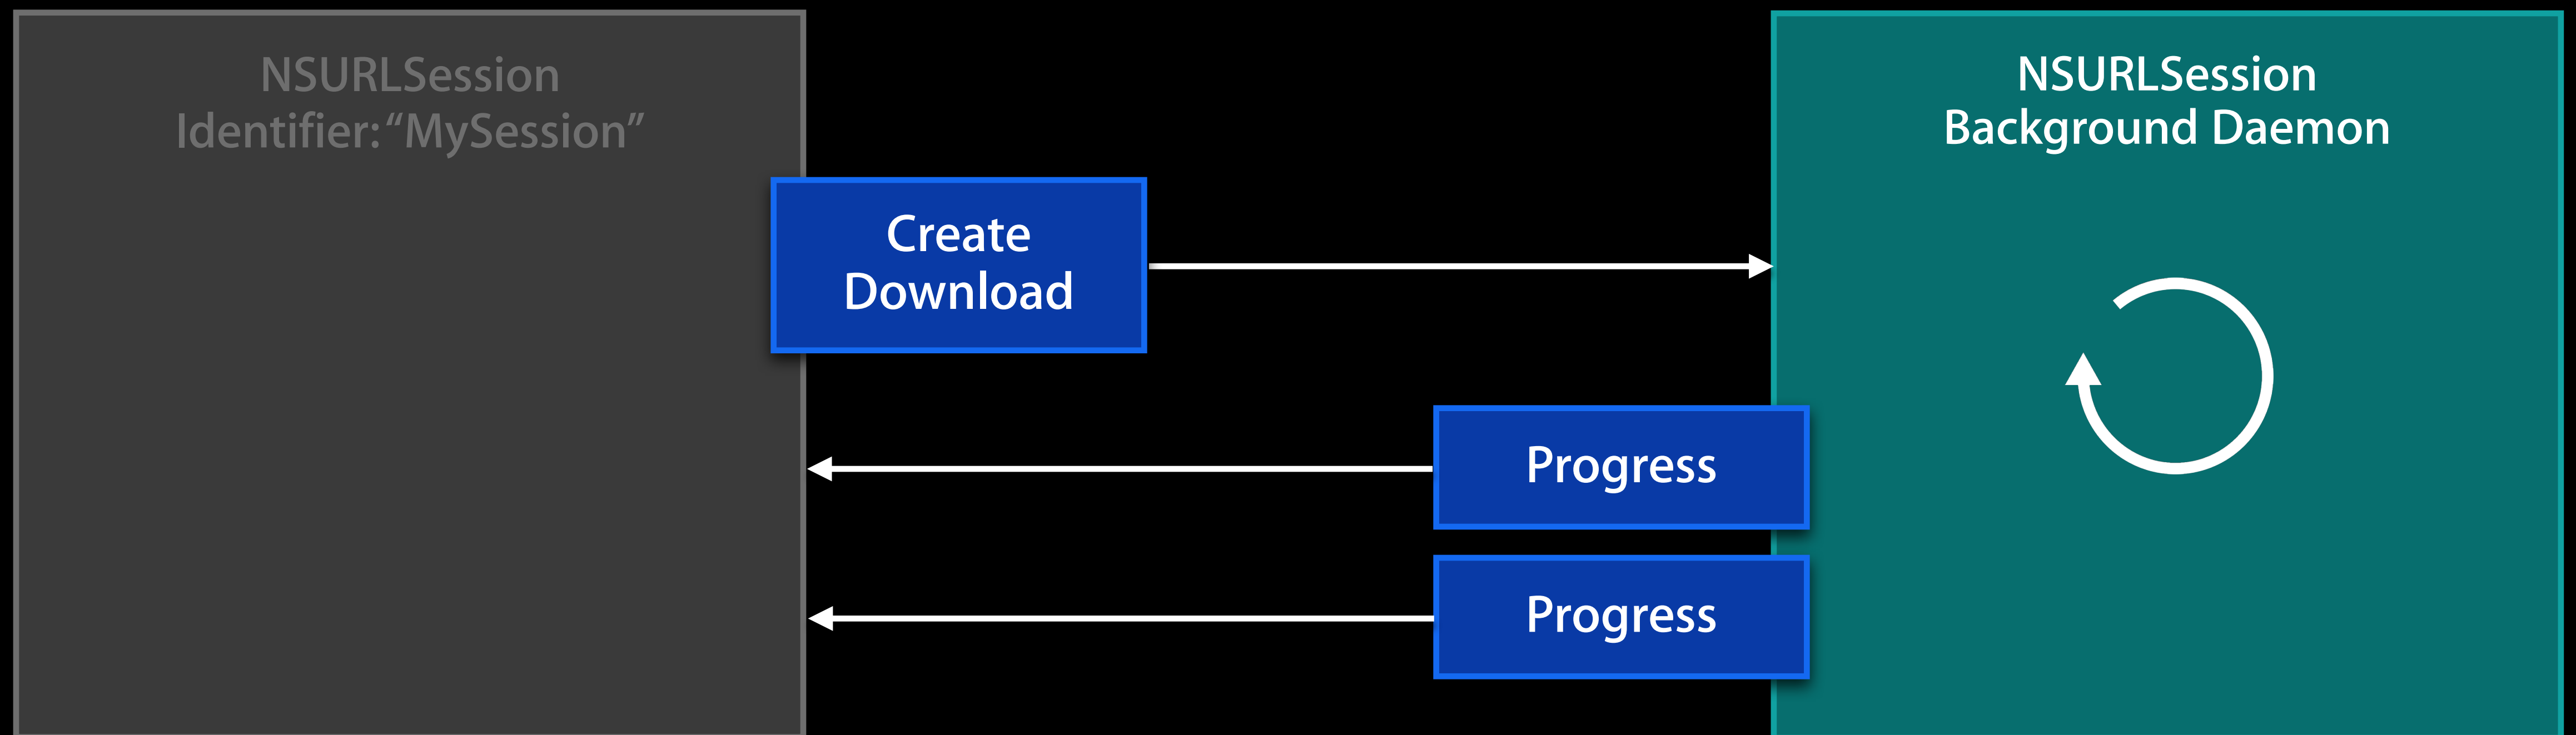 NSURLSession
Identifier: “MySession”
NSURLSession
Background Daemon
Create
Download
Progress
Progress